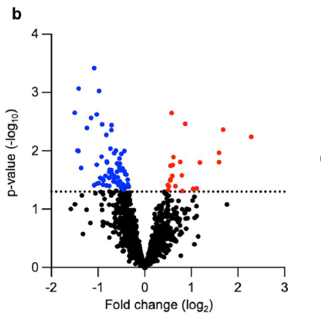 b
4
3
2
1
0
p-value (-log10)
-2 -1 0 1 2 3
Fold change (log2)